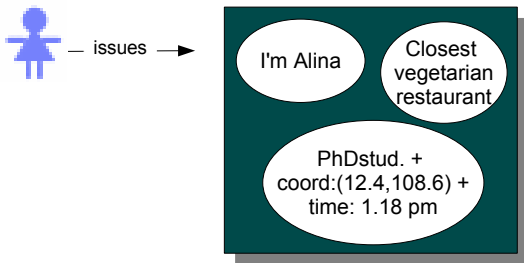 issues
I'm Alina
Closest
vegetarian
restaurant
PhDstud. +
coord:(12.4,108.6) +
time: 1.18 pm